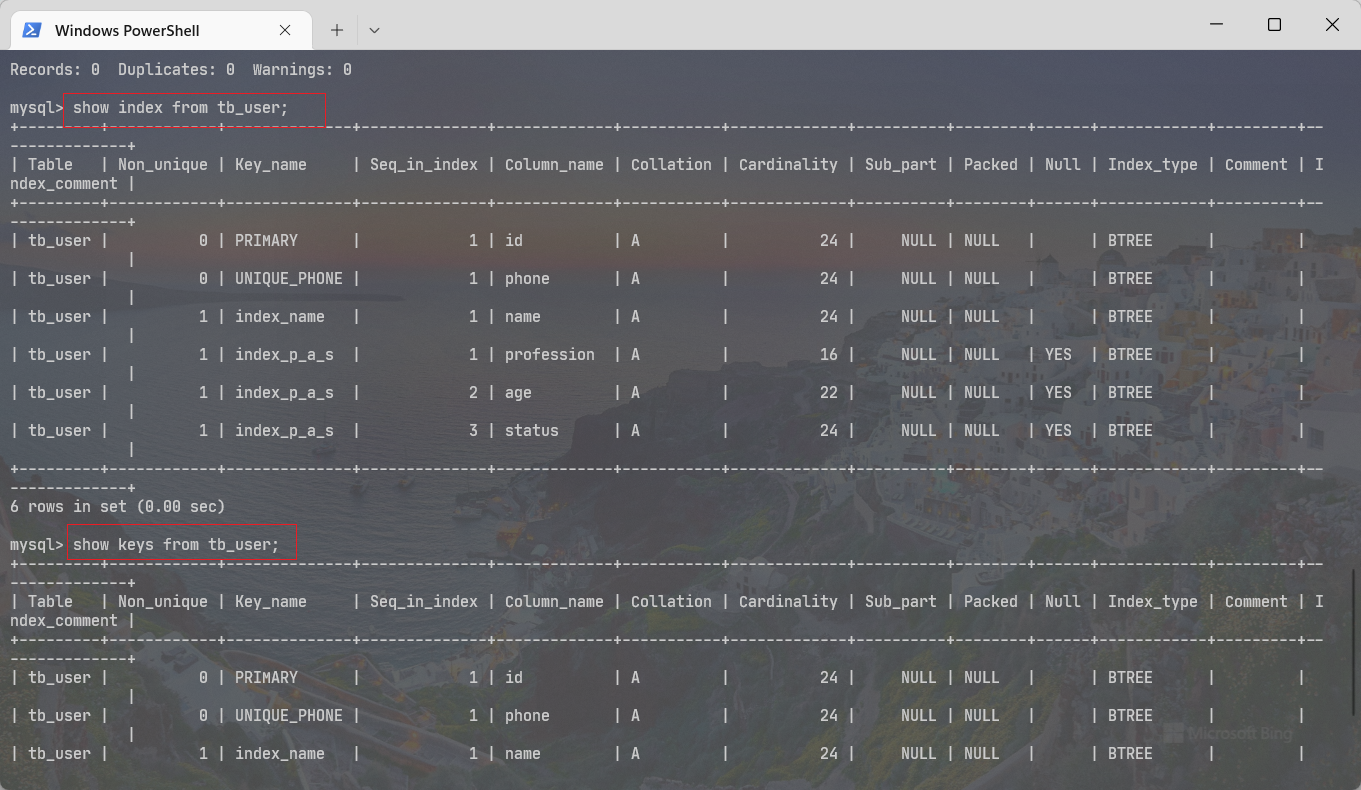 Windows PowerShell
Records: 0  Duplicates: 0  Warnings: 0
mysql> show index from tb_user;
+---------+------------+--------------+--------------+-------------+-----------+-------------+----------+--------+------+------------+---------+--
-------------+
| Table   | Non_unique | Key_name     | Seq_in_index | Column_name | Collation | Cardinality | Sub_part | Packed | Null | Index_type | Comment | I
ndex_comment |
+---------+------------+--------------+--------------+-------------+-----------+-------------+----------+--------+------+------------+---------+--
-------------+
| tb_user |          0 | PRIMARY      |            1 | id          | A         |          24 |     NULL | NULL   |      | BTREE      |         |
             |
| tb_user |          0 | UNIQUE_PHONE |            1 | phone       | A         |          24 |     NULL | NULL   |      | BTREE      |         |
             |
| tb_user |          1 | index_name   |            1 | name        | A         |          24 |     NULL | NULL   |      | BTREE      |         |
             |
| tb_user |          1 | index_p_a_s  |            1 | profession  | A         |          16 |     NULL | NULL   | YES  | BTREE      |         |
             |
| tb_user |          1 | index_p_a_s  |            2 | age         | A         |          22 |     NULL | NULL   | YES  | BTREE      |         |
             |
| tb_user |          1 | index_p_a_s  |            3 | status      | A         |          24 |     NULL | NULL   | YES  | BTREE      |         |
             |
+---------+------------+--------------+--------------+-------------+-----------+-------------+----------+--------+------+------------+---------+--
-------------+
6 rows in set (0.00 sec)
mysql> show keys from tb_user;
+---------+------------+--------------+--------------+-------------+-----------+-------------+----------+--------+------+------------+---------+--
-------------+
| Table   | Non_unique | Key_name     | Seq_in_index | Column_name | Collation | Cardinality | Sub_part | Packed | Null | Index_type | Comment | I
ndex_comment |
+---------+------------+--------------+--------------+-------------+-----------+-------------+----------+--------+------+------------+---------+--
-------------+
| tb_user |          0 | PRIMARY      |            1 | id          | A         |          24 |     NULL | NULL   |      | BTREE      |         |
             |
| tb_user |          0 | UNIQUE_PHONE |            1 | phone       | A         |          24 |     NULL | NULL   |      | BTREE      |         |
             |
| tb_user |          1 | index_name   |            1 | name        | A         |          24 |     NULL | NULL   |      | BTREE      |         |
Microsoft Bing